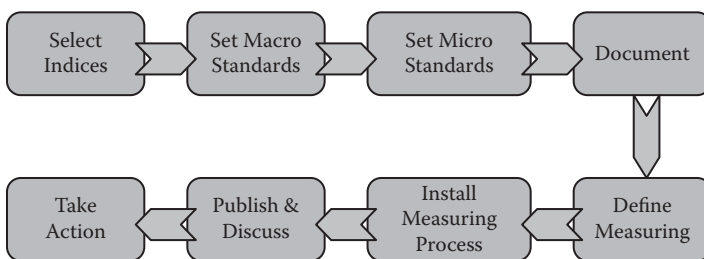 Select
Indices
Set Macro
Standards
Set Micro
Standards
Document
Define
Measuring
Install
Measuring
Process
Publish &
Discuss
Take
Action